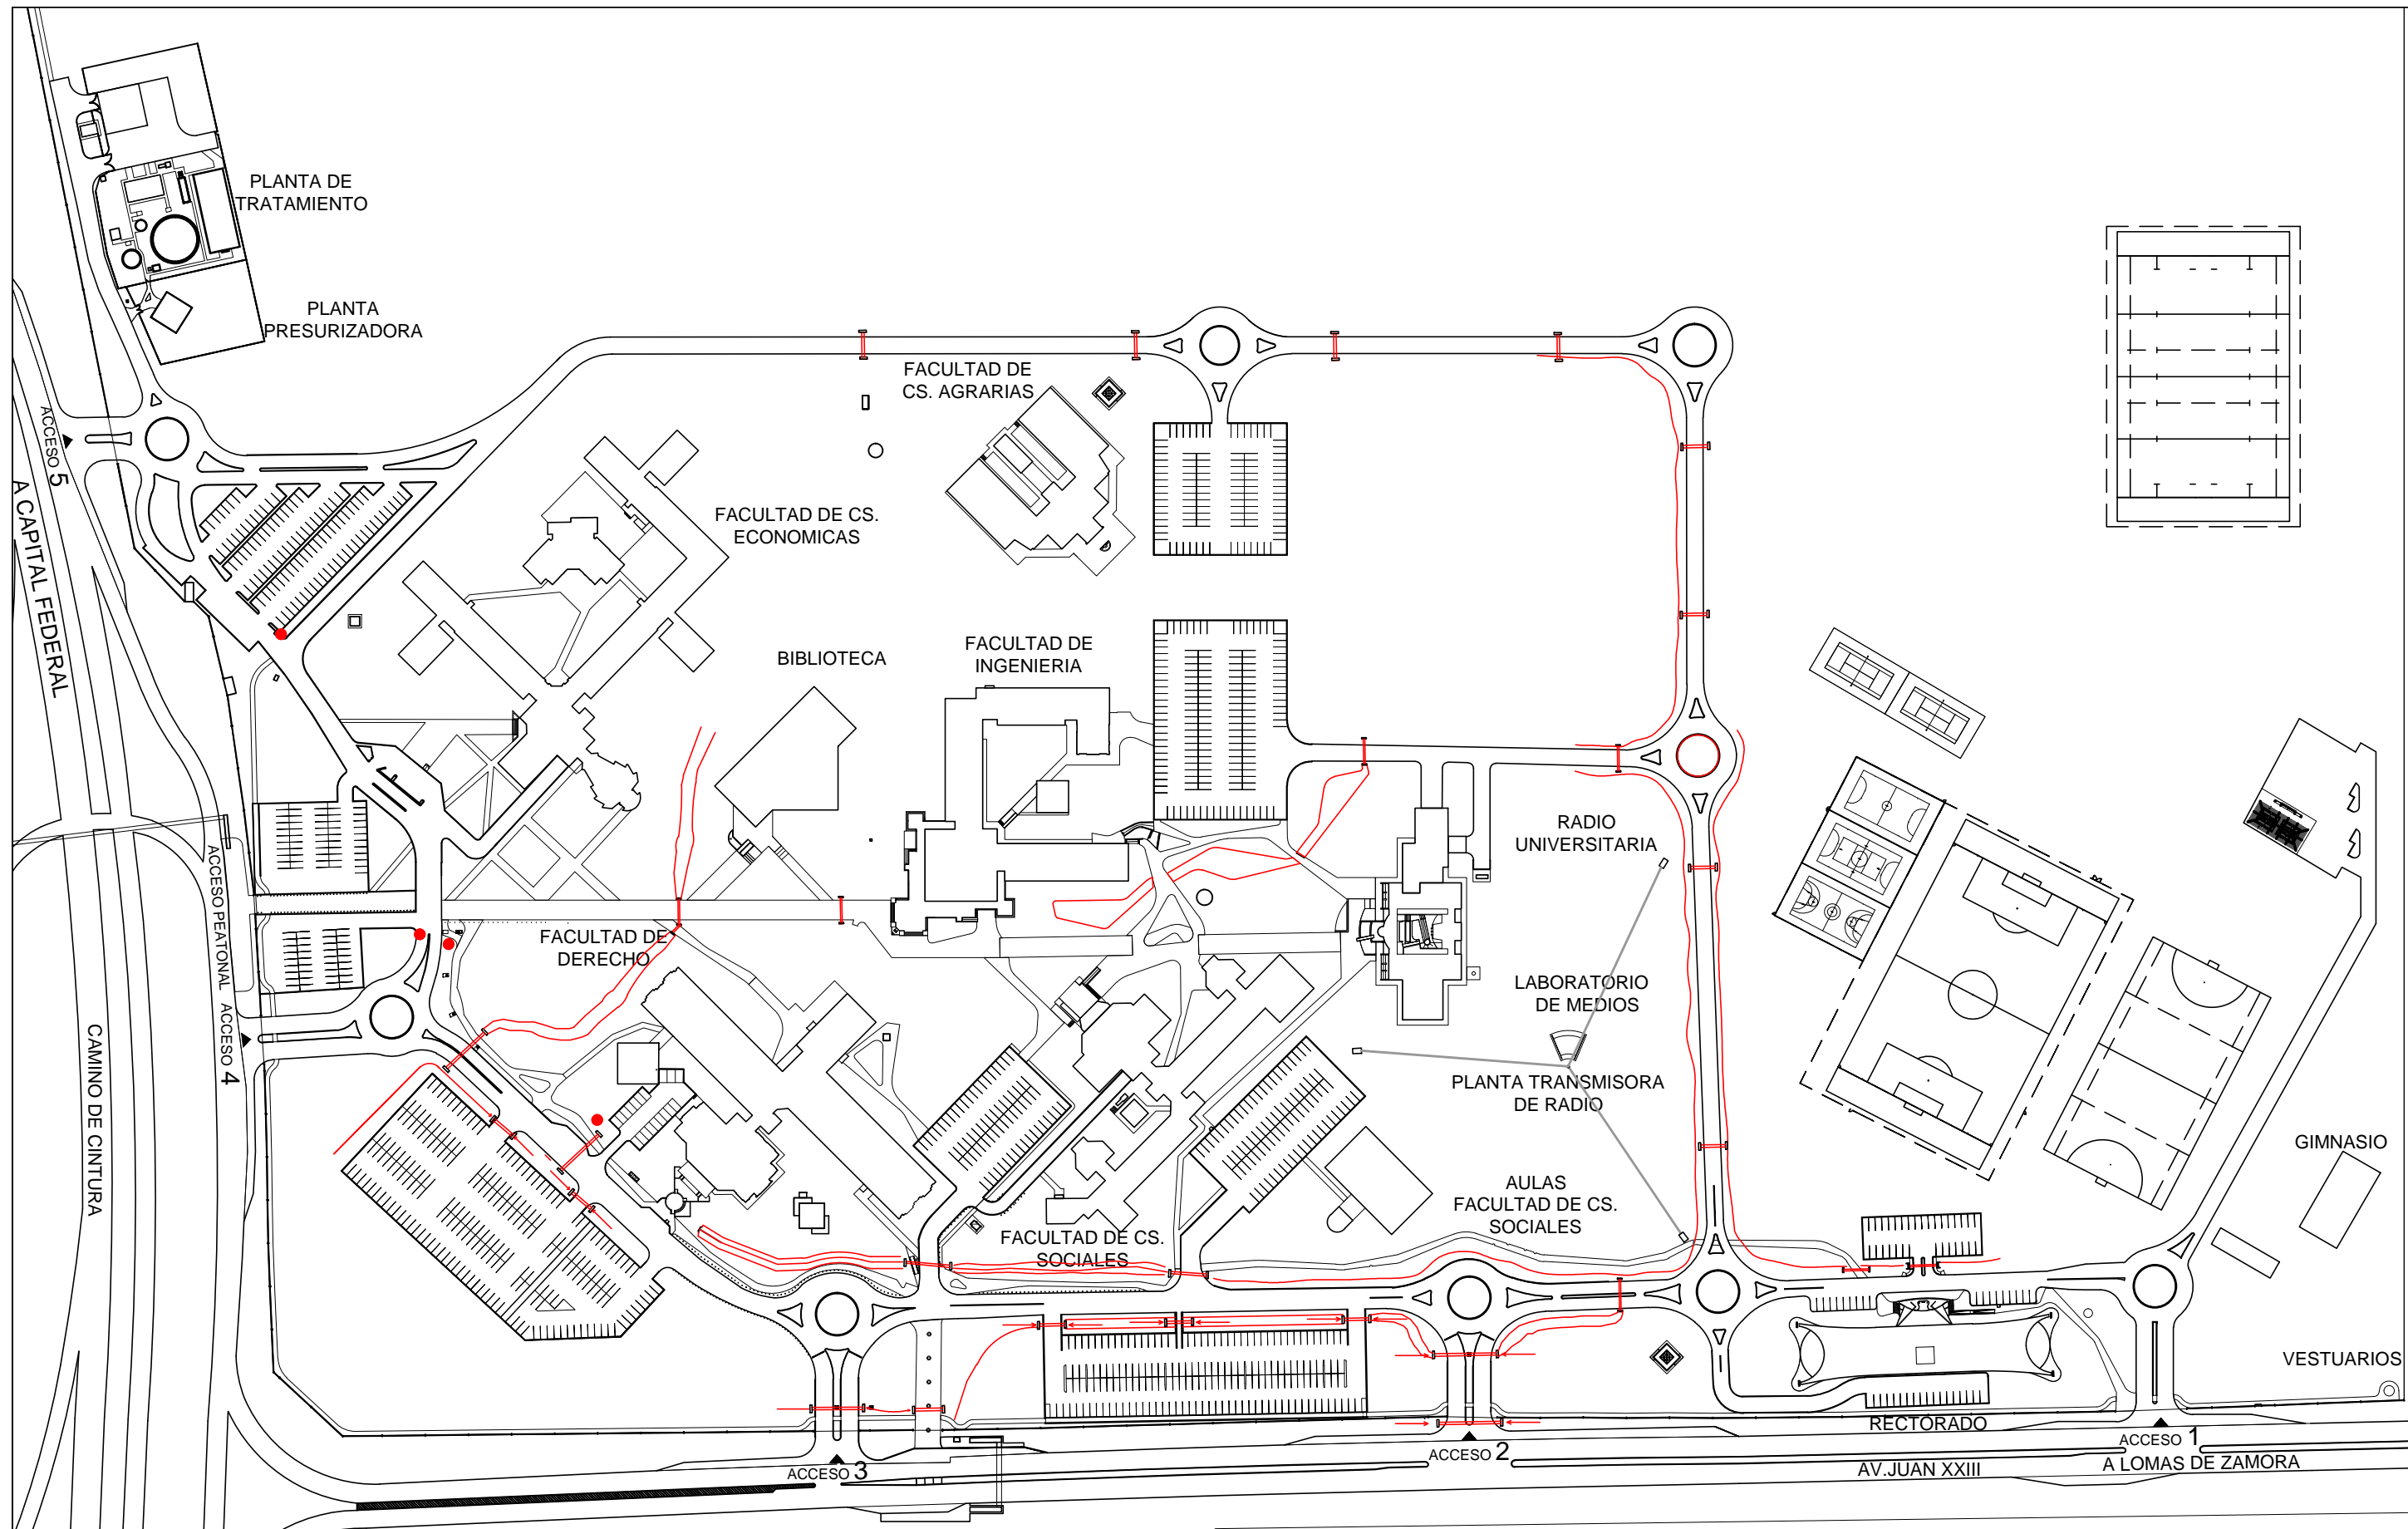 PLANTA DE
TRATAMIENTO
PLANTA
PRESURIZADORA
FACULTAD DE
CS. AGRARIAS
ACCESO 5
A CAPITAL FEDERAL
FACULTAD DE CS.
ECONOMICAS
BIBLIOTECA
FACULTAD DE
INGENIERIA
RADIO
UNIVERSITARIA
ACCESO PEATONAL
ACCESO 4
FACULTAD DE
DERECHO
LABORATORIO
DE MEDIOS
PLANTA TRANSMISORA
DE RADIO
CAMINO DE CINTURA
GIMNASIO
AULAS
FACULTAD DE CS.
SOCIALES
FACULTAD DE CS.
SOCIALES
VESTUARIOS
RECTORADO
ACCESO 1
ACCESO 2
ACCESO 3
AV.JUAN XXIII
A LOMAS DE ZAMORA